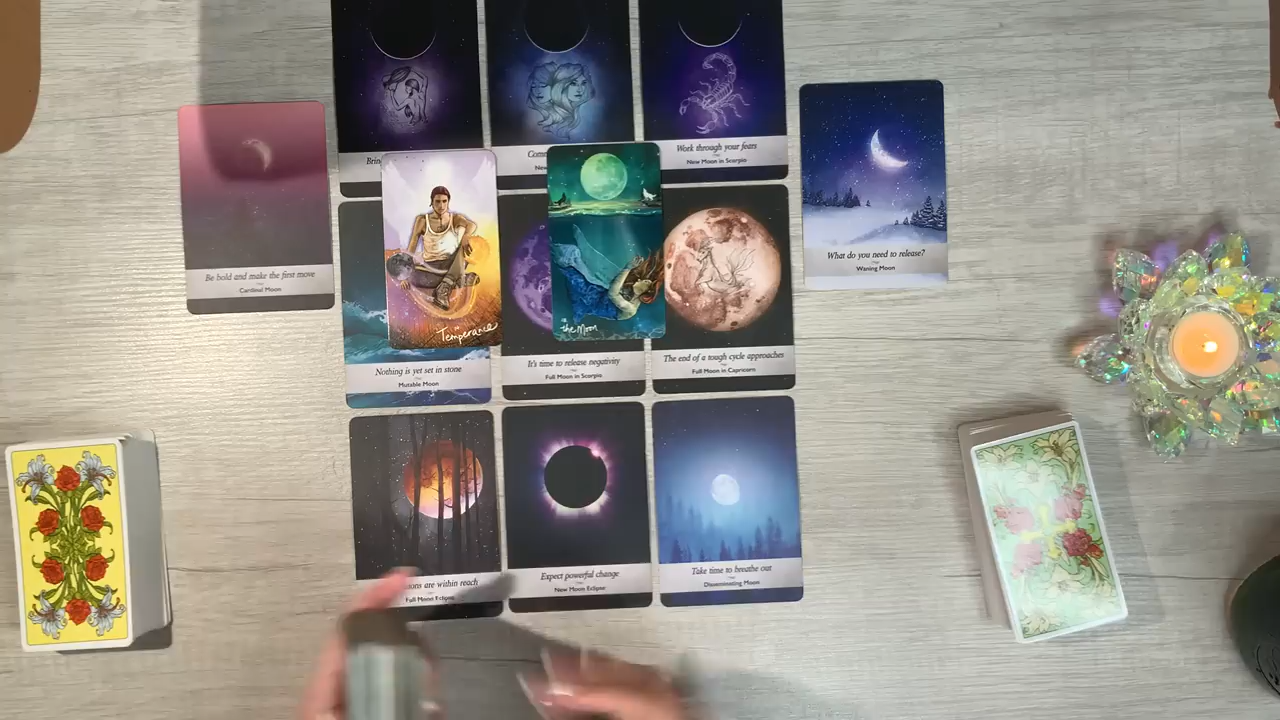 Work through your fears
New Moon in Scorpio
Be bold and make the first move
Cardinal Moon
What do you need to release?
Waning Moon
Temperance
the Moon
Nothing is yet set in stone
Mutable Moon
It's time to release negativity
Full Moon in Scorpio
The end of a tough cycle approaches
Full Moon in Capricorn
are within reach
Full Moon Eclipse
Expect powerful change
New Moon Eclipse
Take time to breathe out
Disseminating Moon